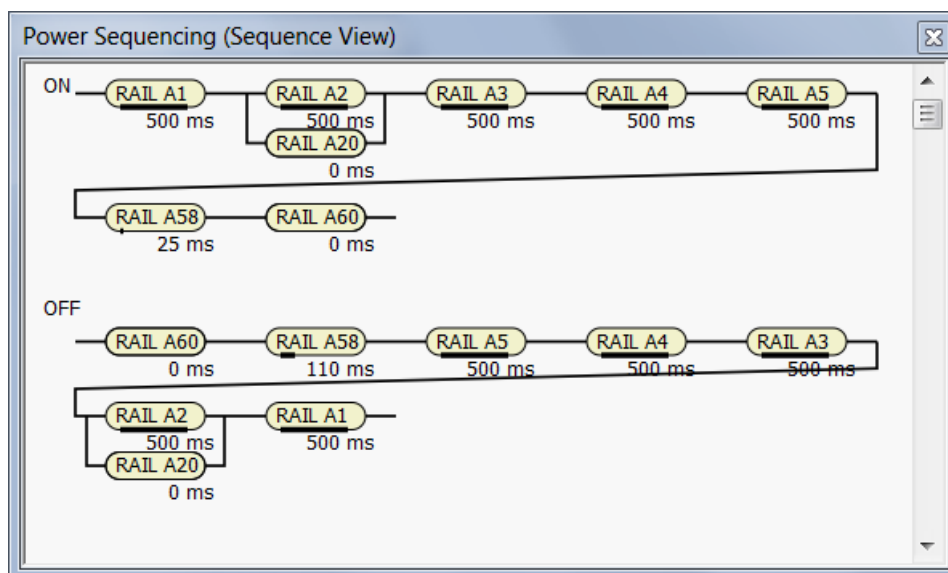 Power Sequencing (Sequence View)
ON RAIL A1 RAIL A2 RAIL A3 RAIL A4 RAIL A5
500 ms 500 ms 500 ms 500 ms 500 ms
RAIL A20
0 ms
RAIL A58 RAIL A60
25 ms 0 ms
OFF
RAIL A60 RAIL A58 RAIL A5 RAIL A4 RAIL A3
0 ms 110 ms 500 ms 500 ms 500 ms
RAIL A2 RAIL A1
500 ms 500 ms
RAIL A20
0 ms